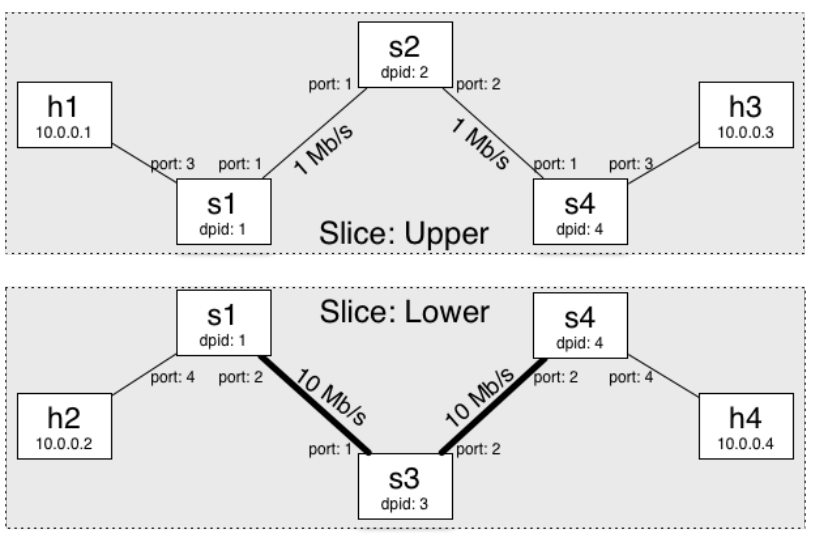 s2
dpid: 2
port: 1
port: 2
h1
10.0.0.1
h3
10.0.0.3
1 Mb/s
1 Mb/s
port: 3
port: 1
port: 1
port: 3
s1
dpid: 1
s4
dpid: 4
Slice: Upper
s1
dpid: 1
Slice: Lower
s4
dpid: 4
port: 4
port: 2
10 Mb/s
10 Mb/s
port: 2
port: 4
h2
10.0.0.2
h4
10.0.0.4
port: 1
port: 2
s3
dpid: 3